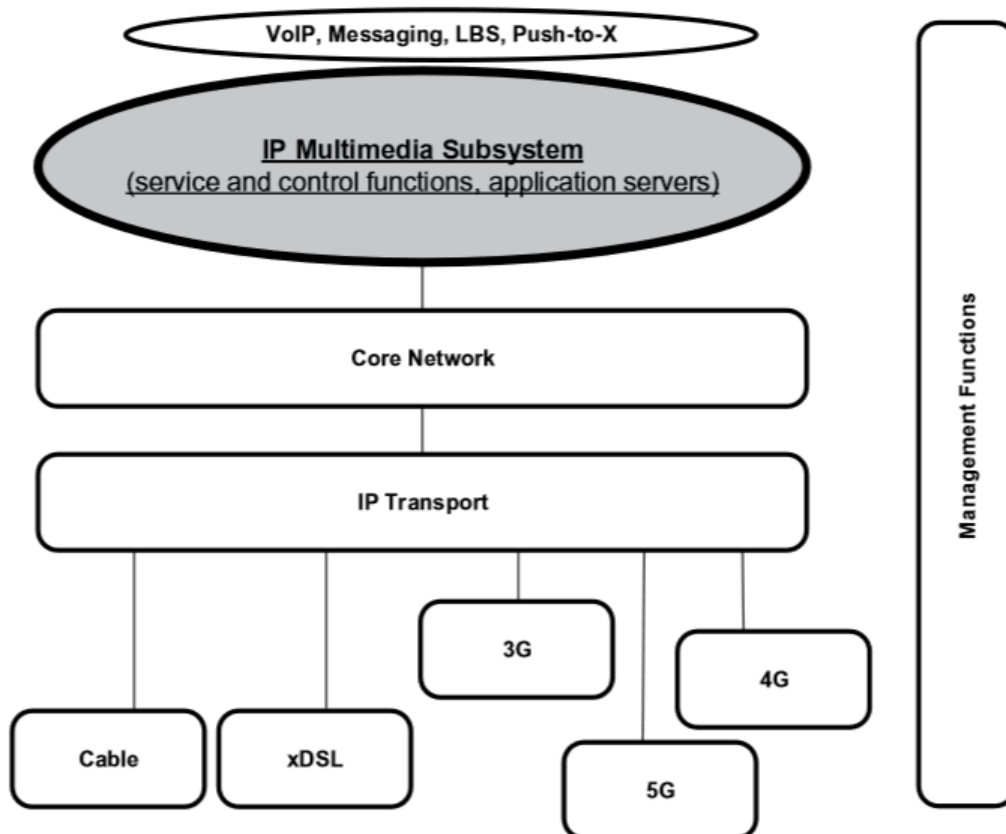 VoIP, Messaging, LBS, Push-to-X
IP Multimedia Subsystem
(service and control functions, application servers)
Core Network
IP Transport
3G
4G
Cable
xDSL
5G
Management Functions